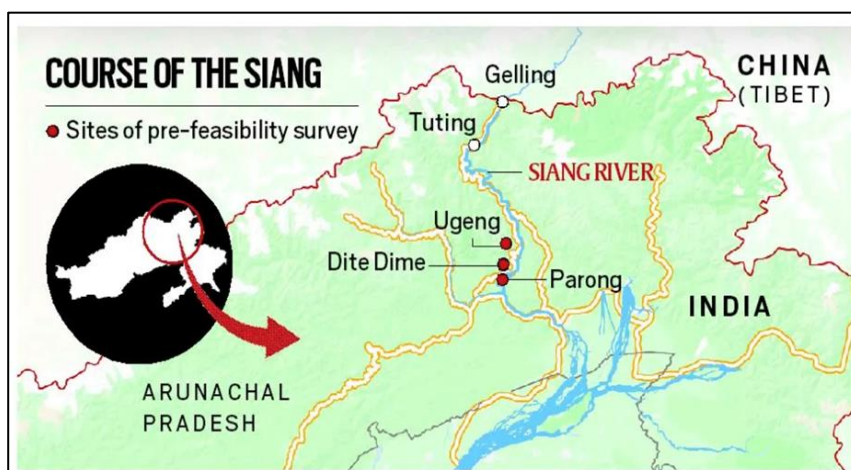 COURSE OF THE SIANG
Sites of pre-feasibility survey
Gelling
CHINA
(TIBET)
Tuting
SIANG RIVER
Ugeng
Dite Dime
Parong
INDIA
ARUNACHAL
PRADESH